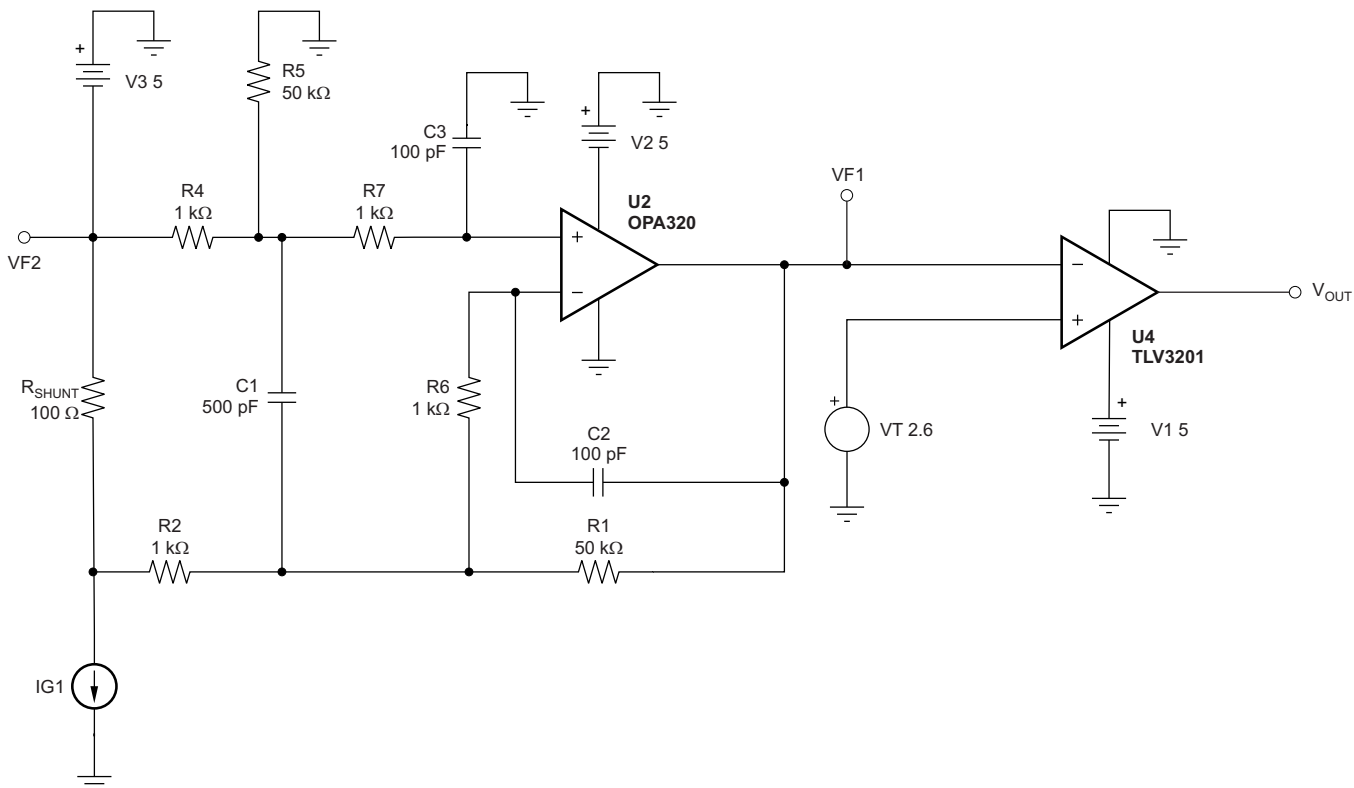 +
V3 5
R5
50 kΩ
C3
100 pF
+
V2 5
R4
1 kΩ
R7
1 kΩ
U2
OPA320
VF1
VF2
+
−
−
+
VOUT
U4
TLV3201
RSHUNT
100 Ω
C1
500 pF
R6
1 kΩ
C2
100 pF
+
VT 2.6
+
V1 5
R2
1 kΩ
R1
50 kΩ
IG1